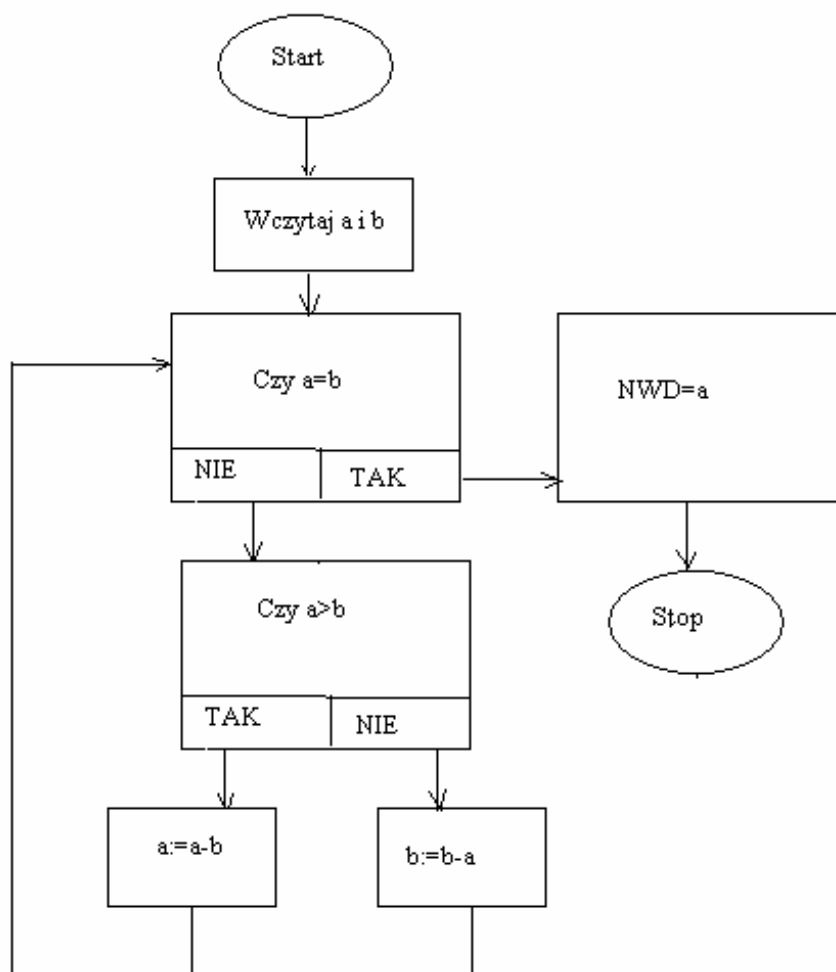 Start
Wczytaj a i b
Czy a=b
NWD=a
NIE
TAK
Czy a>b
Stop
TAK
NIE
a:=a-b
b:=b-a